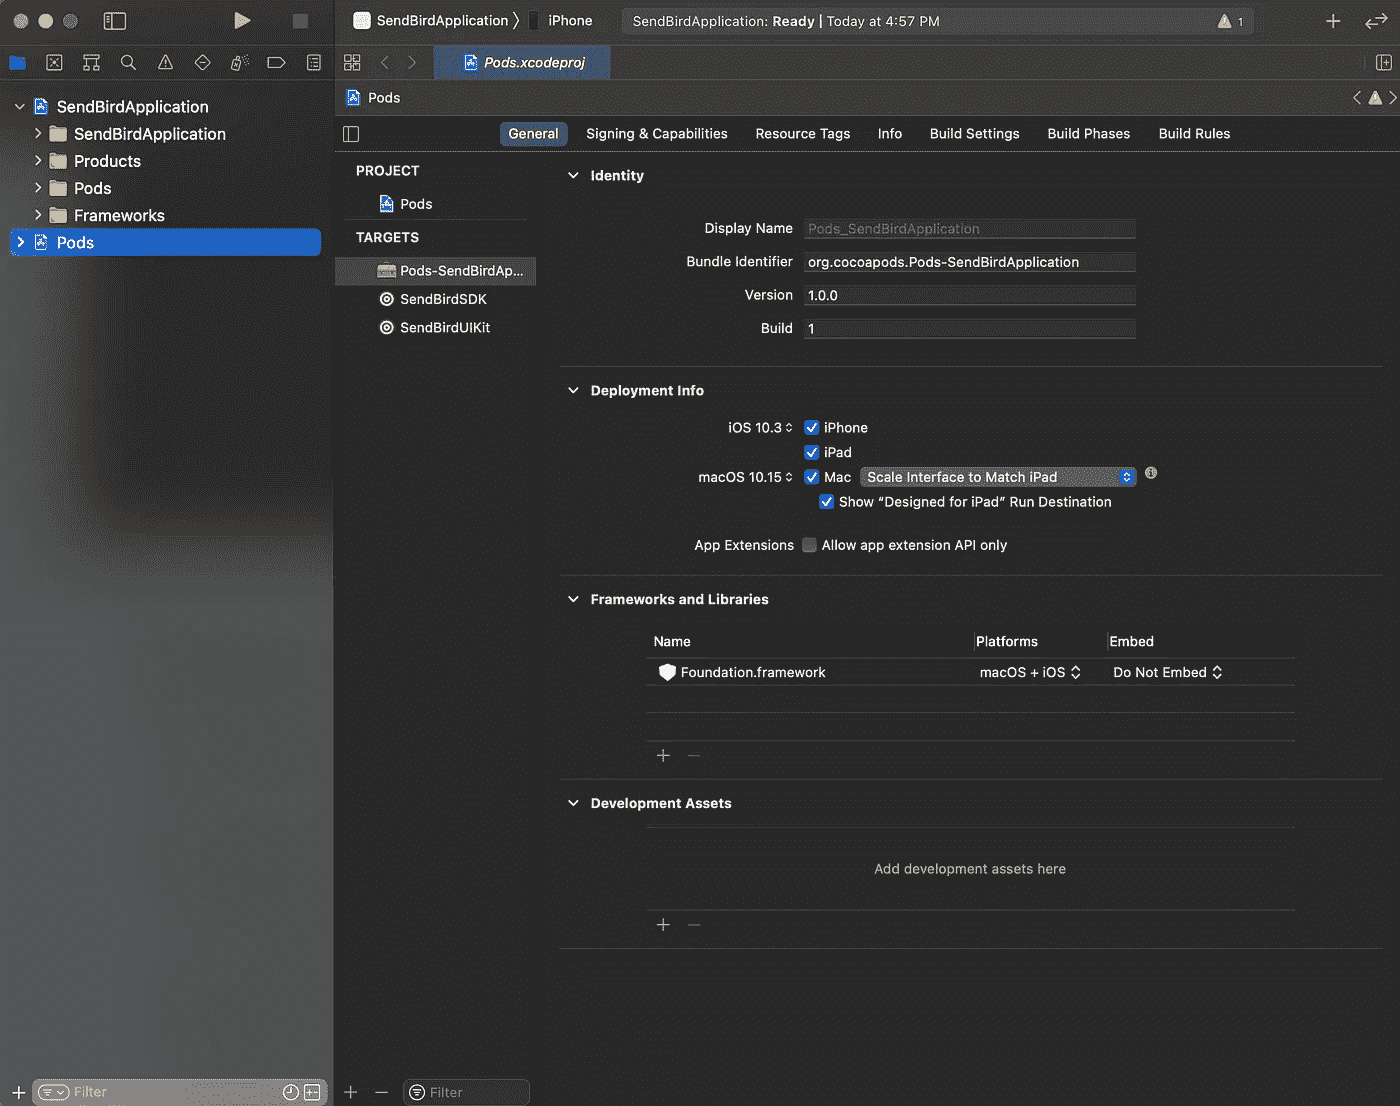 SendBirdApplication 〉 iPhone
SendBirdApplication: Ready | Today at 4:57 PM
1
Pods.xcodeproj
Pods
SendBirdApplication
SendBirdApplication
Products
Pods
Frameworks
Pods
Filter
General Signing & Capabilities Resource Tags Info Build Settings Build Phases Build Rules
PROJECT
Pods
TARGETS
Pods-SendBirdAp...
SendBirdSDK
SendBirdUIKit
Filter
Identity
Display Name Pods_SendBirdApplication
Bundle Identifier org.cocoapods.Pods-SendBirdApplication
Version 1.0.0
Build 1
Deployment Info
iOS 10.3 iPhone
iPad
macOS 10.15 Mac Scale Interface to Match iPad
Show “Designed for iPad” Run Destination
App Extensions Allow app extension API only
Frameworks and Libraries
Name Platforms Embed
Foundation.framework macOS + iOS Do Not Embed
Development Assets
Add development assets here